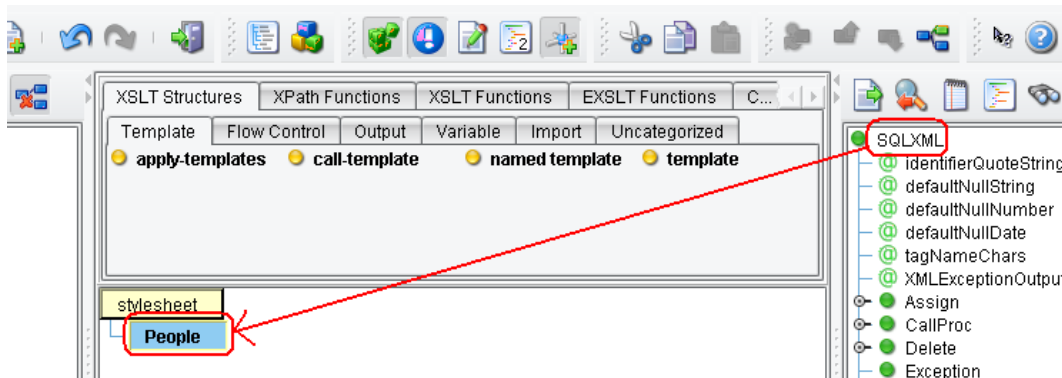 2
?
XSLT Structures XPath Functions XSLT Functions EXSLT Functions C...
Template Flow Control Output Variable Import Uncategorized
apply-templates call-template named template template
stylesheet
People
SQLXML
@ identifierQuoteString
@ defaultNullString
@ defaultNullNumber
@ defaultNullDate
@ tagNameChars
@ XMLExceptionOutput
Assign
CallProc
Delete
Exception